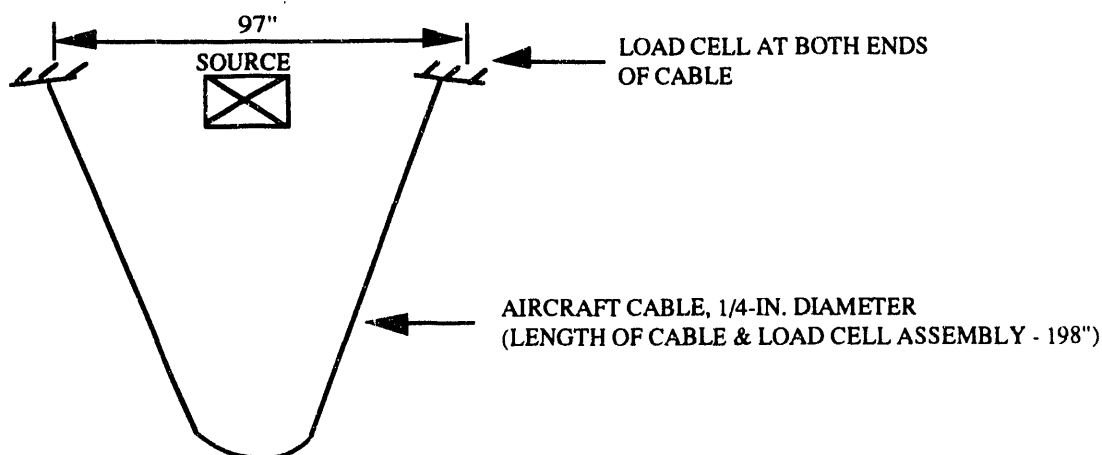 97"
SOURCE
LOAD CELL AT BOTH ENDS
OF CABLE
AIRCRAFT CABLE, 1/4-IN. DIAMETER
(LENGTH OF CABLE & LOAD CELL ASSEMBLY - 198")